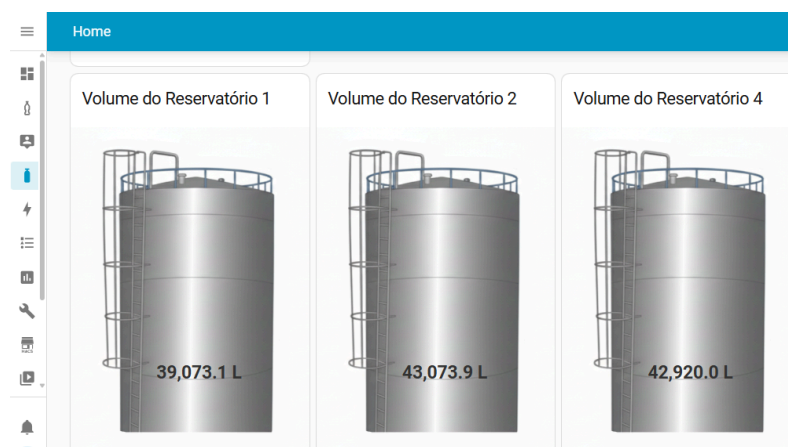 Home
Volume do Reservatório 1
Volume do Reservatório 2
Volume do Reservatório 4
39,073.1 L
43,073.9 L
42,920.0 L
HACS